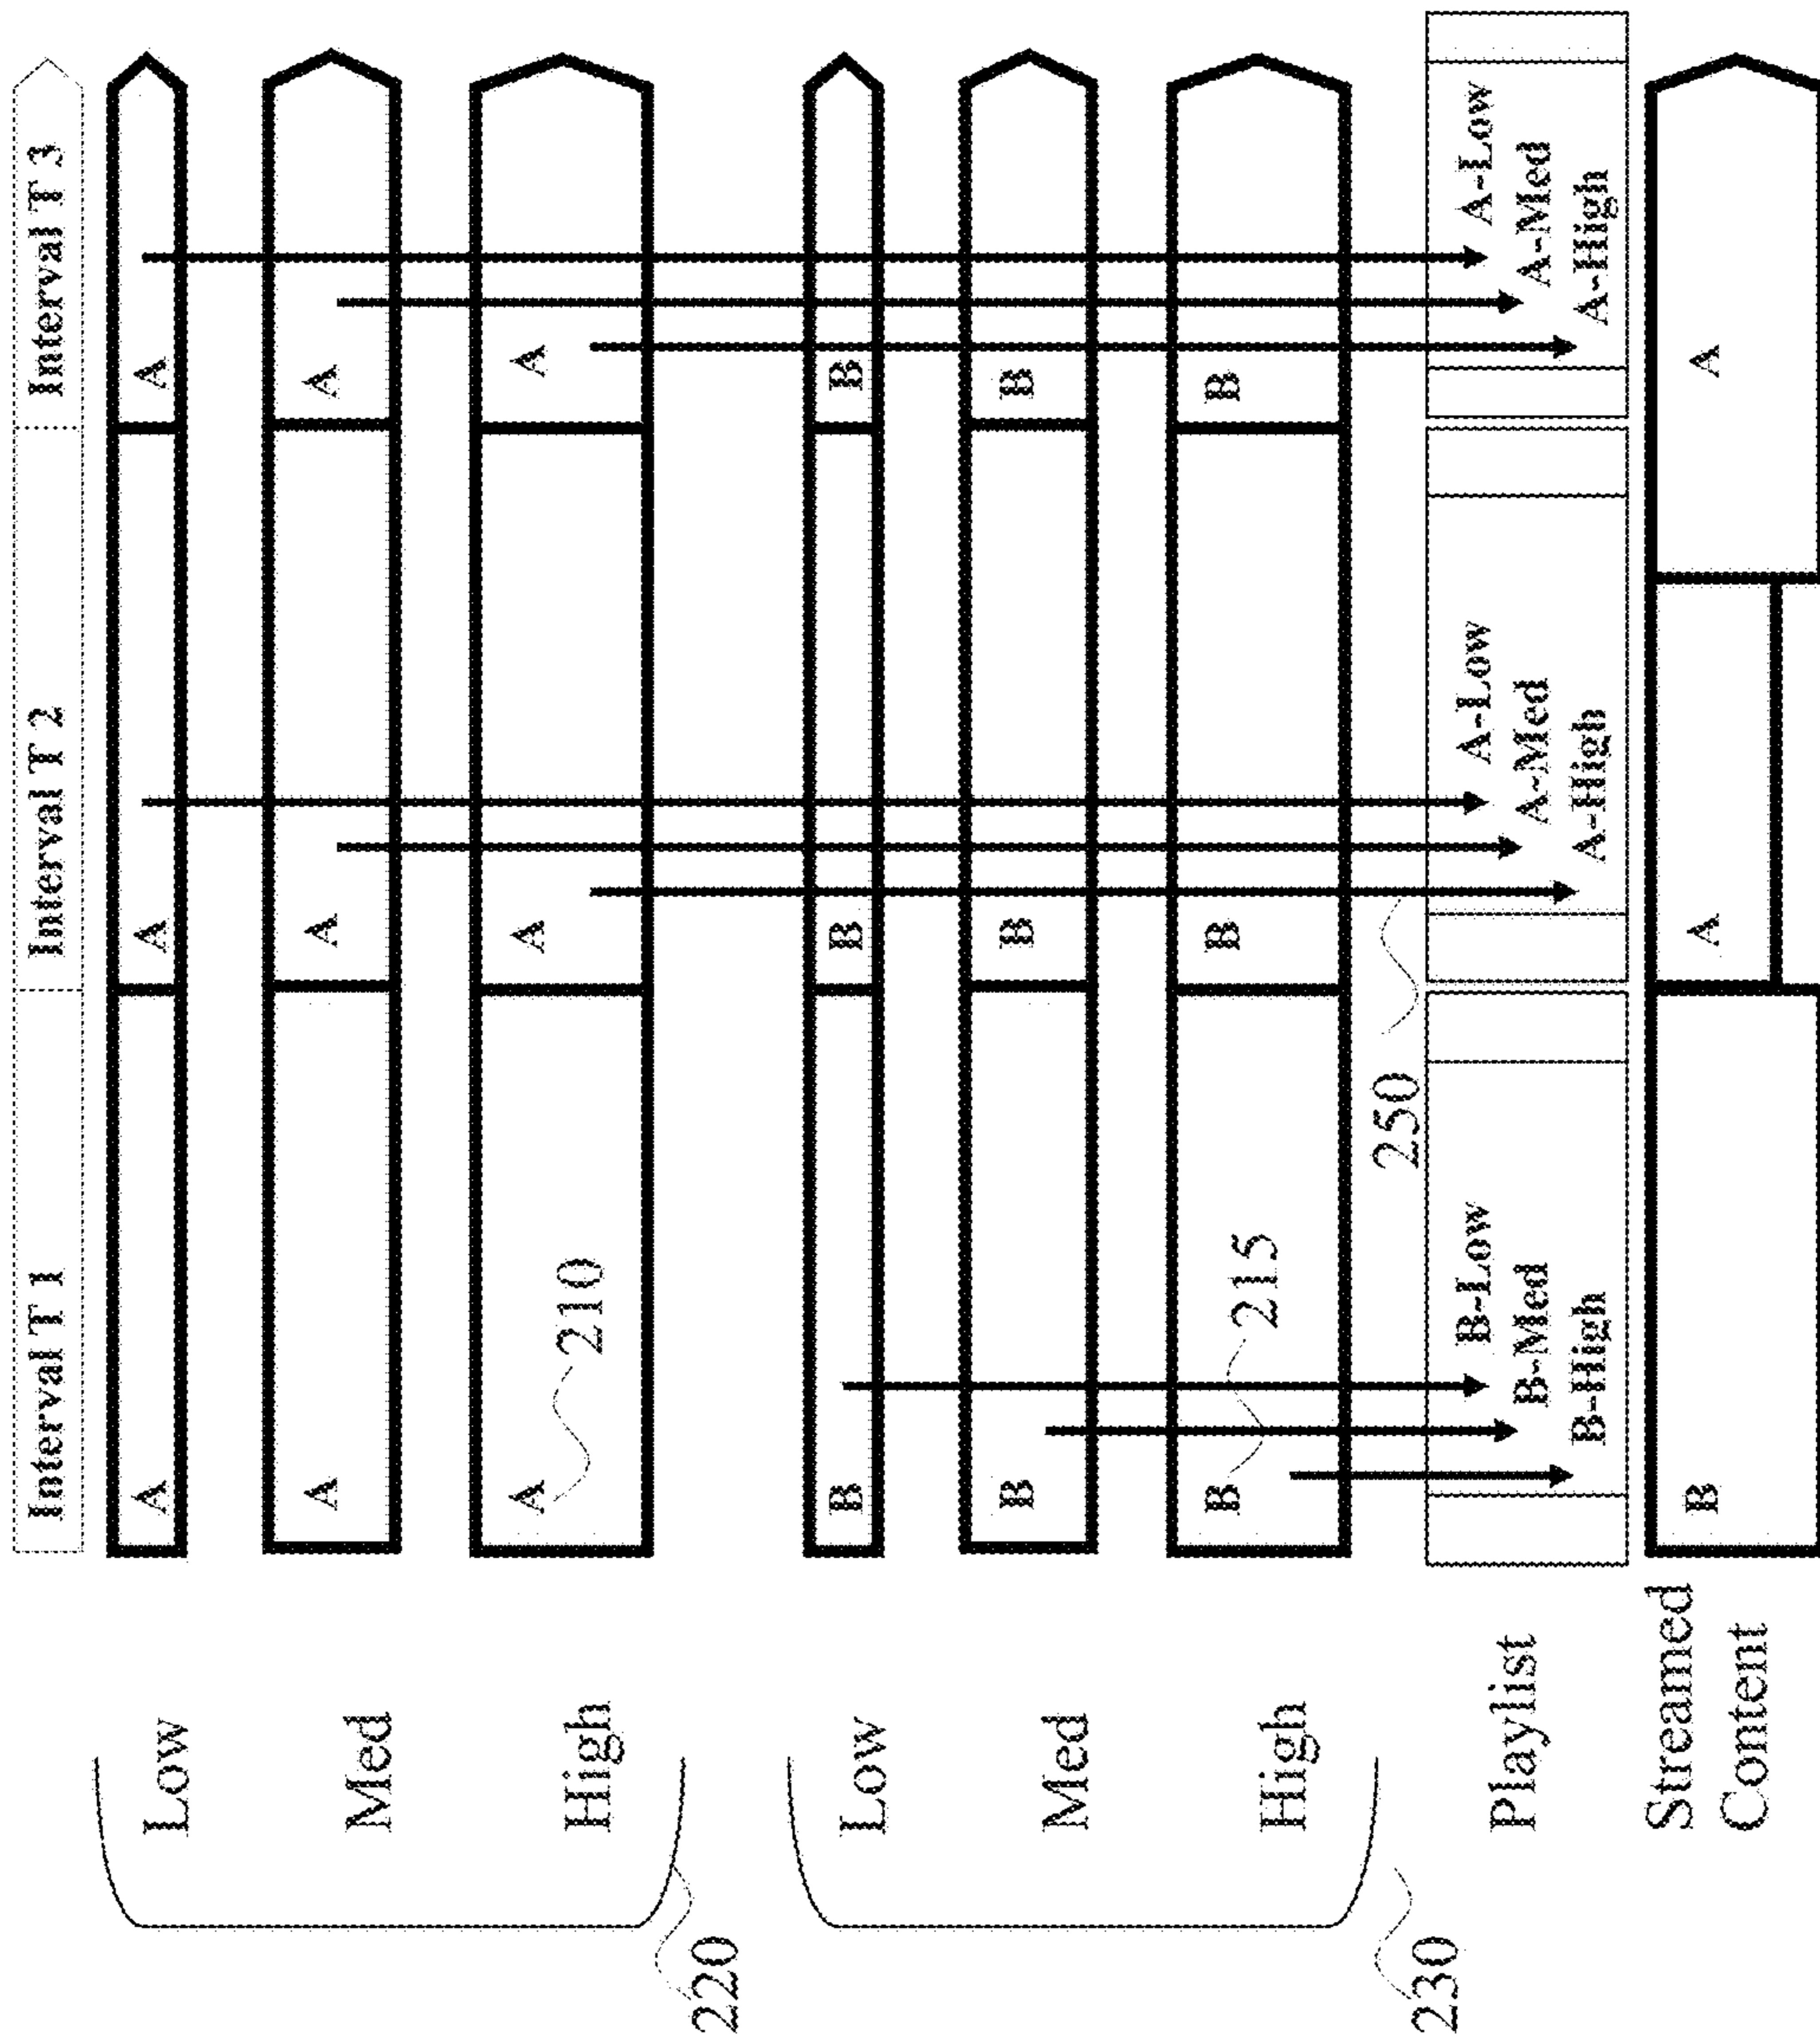 Interval T 1 Interval T 2 Interval T 3
Low A A A
Med A A A
High A A A
210
220
Low B B B
Med B B B
High B B B
215
230
250
Playlist
B-Low A-Low A-Low
B-Med A-Med A-Med
B-High A-High A-High
Streamed
Content
B A A